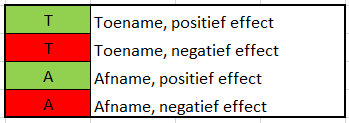 T Toename, positief effect
T Toename, negatief effect
A Afname, positief effect
A Afname, negatief effect